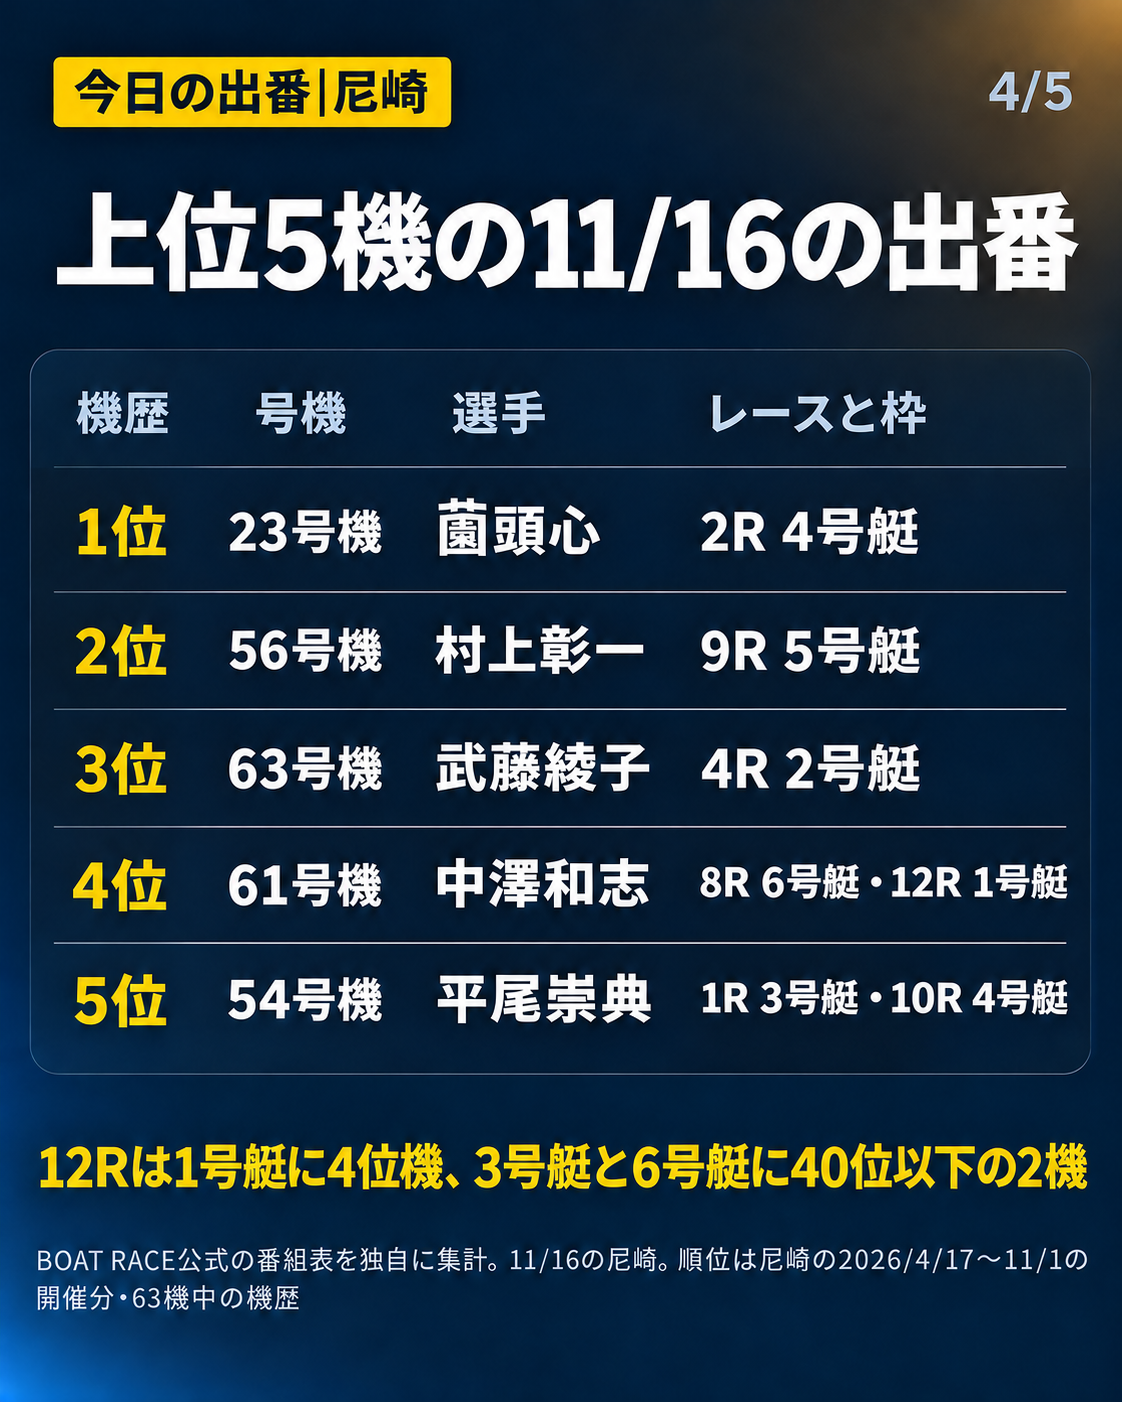 今日の出番|尼崎
4/5
上位5機の11/16の出番
機歴 号機 選手 レースと枠
1位 23号機 薗頭心 2R 4号艇
2位 56号機 村上彰一 9R 5号艇
3位 63号機 武藤綾子 4R 2号艇
4位 61号機 中澤和志 8R 6号艇・12R 1号艇
5位 54号機 平尾崇典 1R 3号艇・10R 4号艇
12Rは1号艇に4位機、3号艇と6号艇に40位以下の2機
BOAT RACE公式の番組表を独自に集計。11/16の尼崎。順位は尼崎の2026/4/17〜11/1の
開催分・63機中の機歴